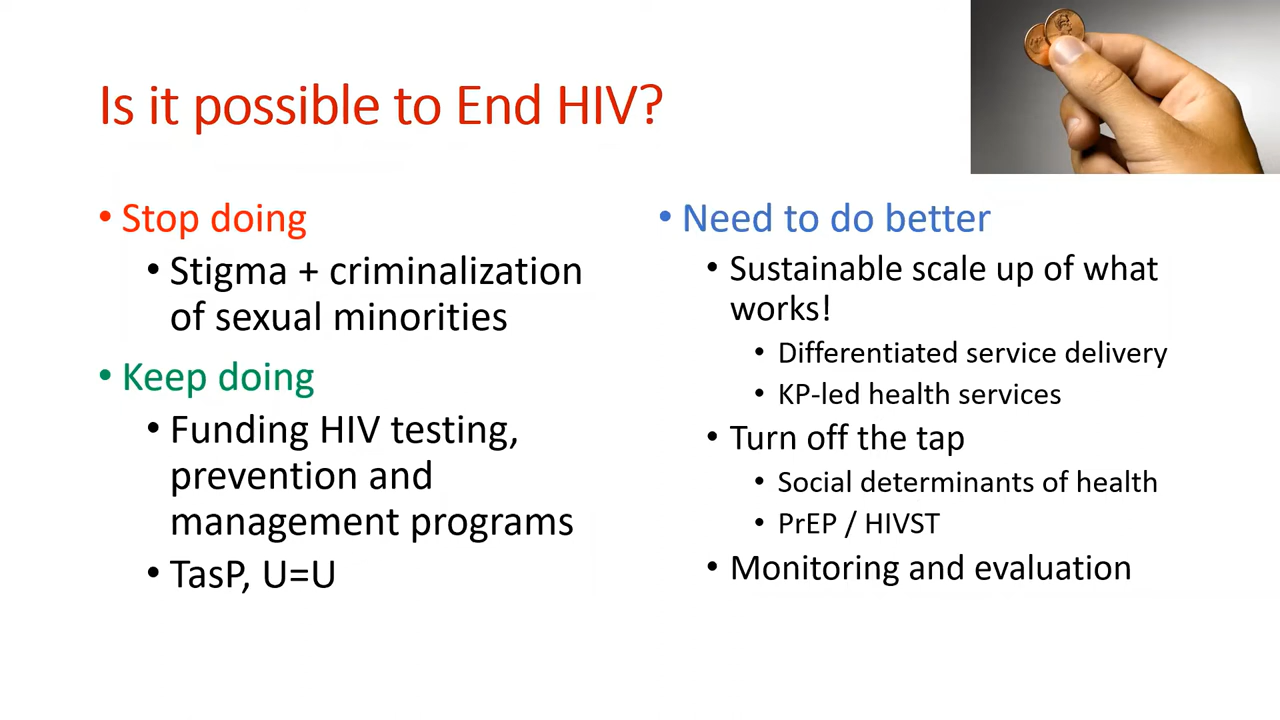 Is it possible to End HIV?
• Stop doing
• Stigma + criminalization
of sexual minorities
• Keep doing
• Funding HIV testing,
prevention and
management programs
• TasP, U=U
• Need to do better
• Sustainable scale up of what
works!
• Differentiated service delivery
• KP-led health services
• Turn off the tap
• Social determinants of health
• PrEP / HIVST
• Monitoring and evaluation